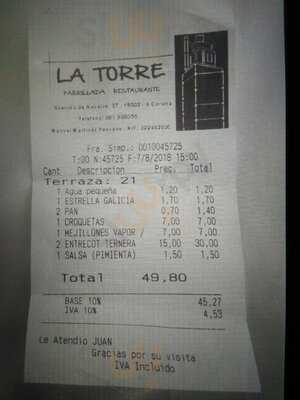 LA TORRE
PARRILLADA RESTAURANTE
A Coruña
Fra. Simp.: 0010045725
T:00 N:45725 F-7/8/2018 15:00
Cant Descripcion Prec. Total
Terraza: 21
1 Agua pequeña 1,20 1,20
1 ESTRELLA GALICIA 1,70 1,70
2 PAN 0,70 1,40
1 CROQUETAS 7,00 7,00
1 MEJILLONES VAPOR / 7,00 7,00
2 ENTRECOT TERNERA 15,00 30,00
1 SALSA (PIMIENTA) 1,50 1,50
Total 49,80
BASE 10% 45,27
IVA 10% 4,53
Le Atendio JUAN
Gracias por su visita
IVA Incluido